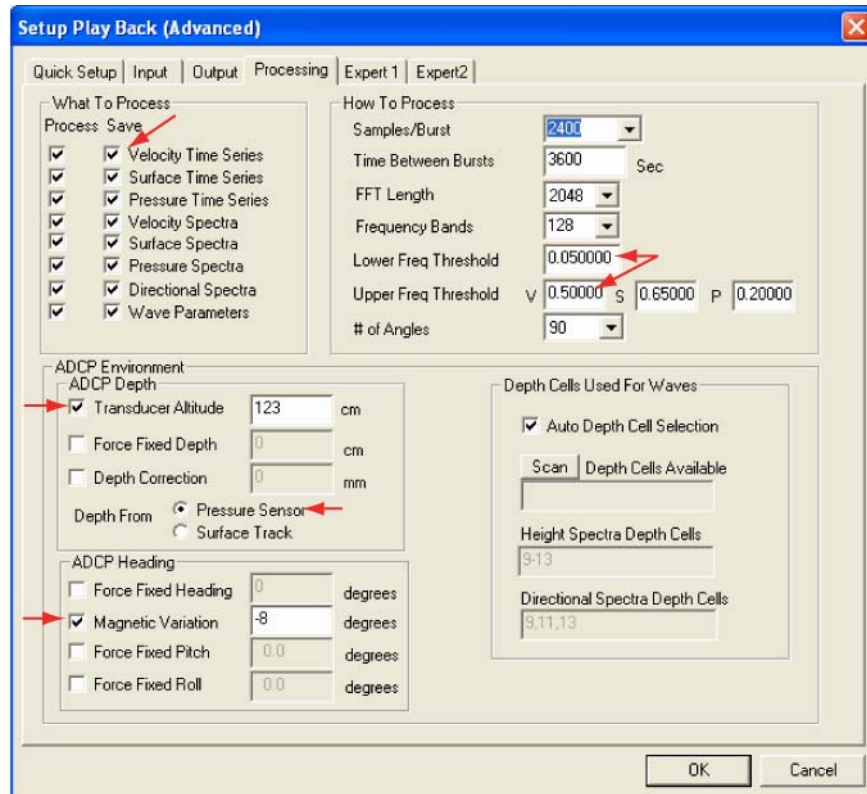 Setup Play Back (Advanced)
Quick Setup Input Output Processing Expert 1 Expert2
What To Process
Process Save
Velocity Time Series
Surface Time Series
Pressure Time Series
Velocity Spectra
Surface Spectra
Pressure Spectra
Directional Spectra
Wave Parameters
How To Process
Samples/Burst 2400
Time Between Bursts 3600 Sec
FFT Length 2048
Frequency Bands 128
Lower Freq Threshold 0.050000
Upper Freq Threshold V 0.50000 S 0.65000 P 0.20000
# of Angles 90
ADCP Environment
ADCP Depth
Transducer Altitude 123 cm
Force Fixed Depth 0 cm
Depth Correction 0 mm
Depth From Pressure Sensor
Surface Track
ADCP Heading
Force Fixed Heading 0 degrees
Magnetic Variation -8 degrees
Force Fixed Pitch 0.0 degrees
Force Fixed Roll 0.0 degrees
Depth Cells Used For Waves
Auto Depth Cell Selection
Scan Depth Cells Available
Height Spectra Depth Cells
9-13
Directional Spectra Depth Cells
9,11,13
OK Cancel